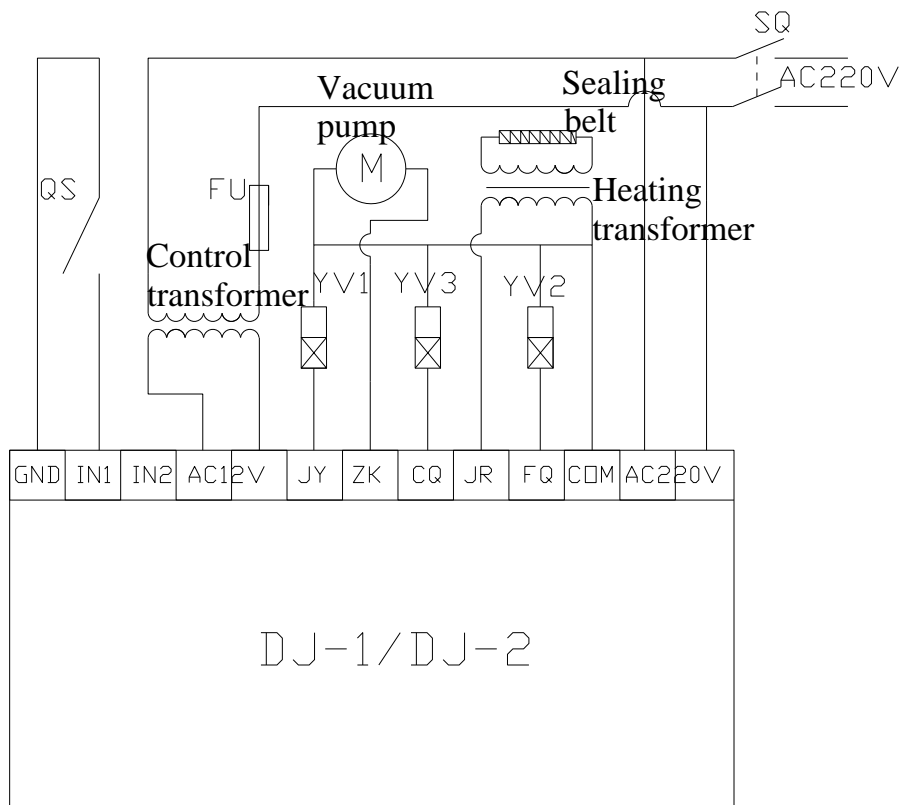 SQ
AC220V
Vacuum
pump
Sealing
belt
M
QS
FU
Heating
transformer
Control
transformer
YV1
YV3
YV2
GND IN1 IN2 AC12V JY ZK CQ JR FQ COM AC220V
DJ-1/DJ-2